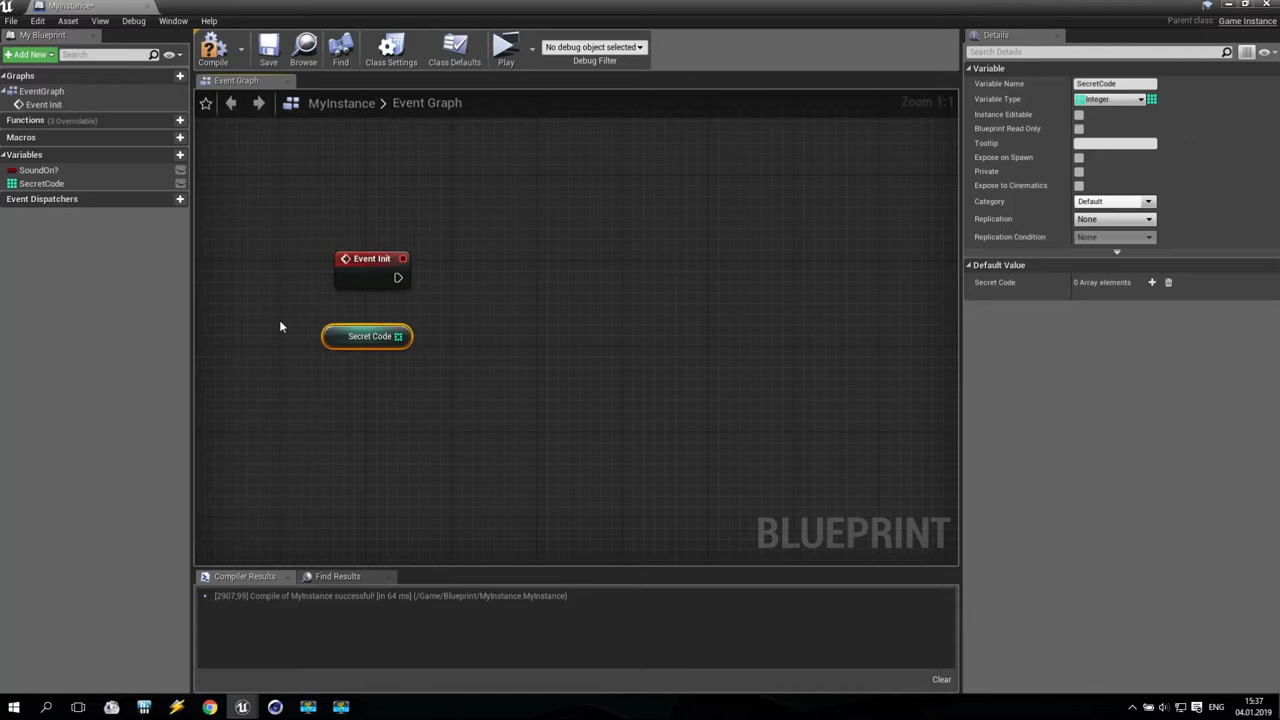 MyInstance*
File Edit Asset View Debug Window Help
Parent class: Game Instance
My Blueprint
Add New Search
Graphs
EventGraph
Event Init
Functions (3 Overridable)
Macros
Variables
SoundOn?
SecretCode
Event Dispatchers
Compile Save Browse Find Class Settings Class Defaults Play
No debug object selected
Debug Filter
Event Graph
MyInstance > Event Graph
Zoom 1:1
Event Init
Secret Code
BLUEPRINT
Compiler Results Find Results
[2907,99] Compile of MyInstance successful! [in 64 ms] (/Game/Blueprint/MyInstance.MyInstance)
Clear
Details
Search Details
Variable
Variable Name SecretCode
Variable Type Integer
Instance Editable
Blueprint Read Only
Tooltip
Expose on Spawn
Private
Expose to Cinematics
Category Default
Replication None
Replication Condition None
Default Value
Secret Code 0 Array elements
ENG
15:37
04.01.2019